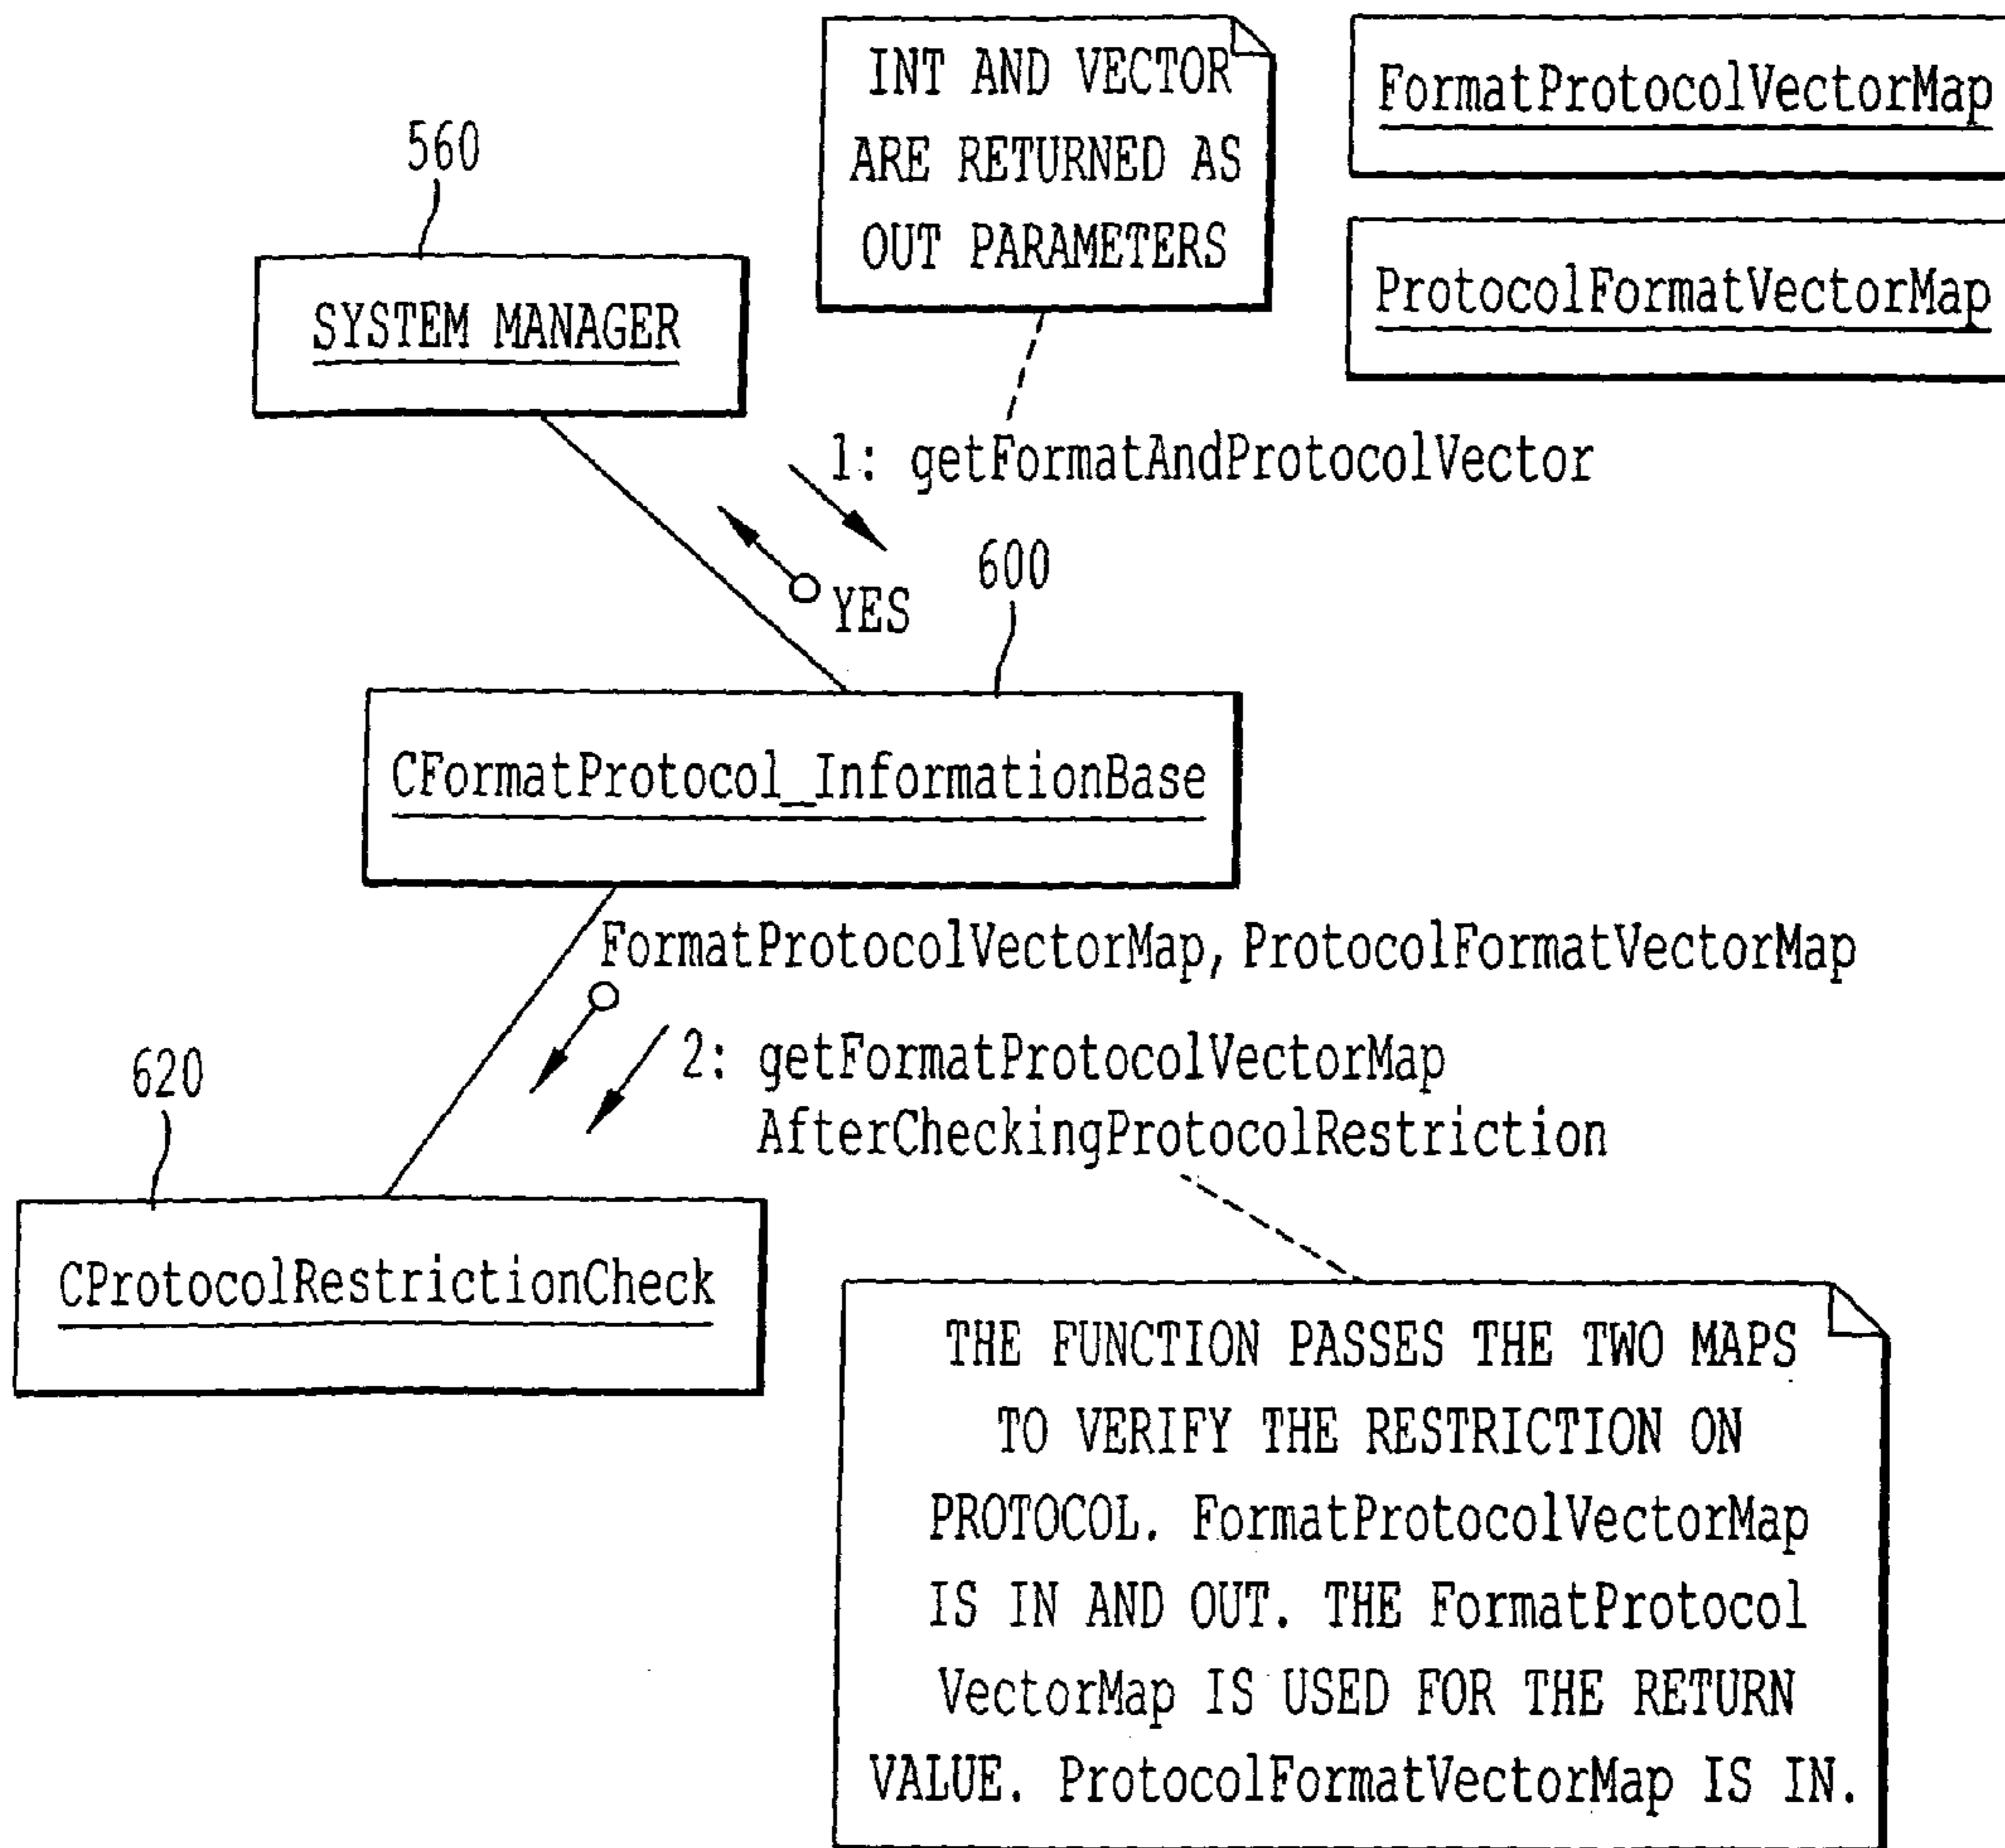 INT AND VECTOR
ARE RETURNED AS
OUT PARAMETERS
FormatProtocolVectorMap
ProtocolFormatVectorMap
560
SYSTEM MANAGER
1: getFormatAndProtocolVector
YES
600
CFormatProtocol_InformationBase
FormatProtocolVectorMap, ProtocolFormatVectorMap
2: getFormatProtocolVectorMap
AfterCheckingProtocolRestriction
620
CProtocolRestrictionCheck
THE FUNCTION PASSES THE TWO MAPS
TO VERIFY THE RESTRICTION ON
PROTOCOL. FormatProtocolVectorMap
IS IN AND OUT. THE FormatProtocol
VectorMap IS USED FOR THE RETURN
VALUE. ProtocolFormatVectorMap IS IN.